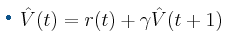 • V̂(t) = r(t) + γV̂(t + 1)